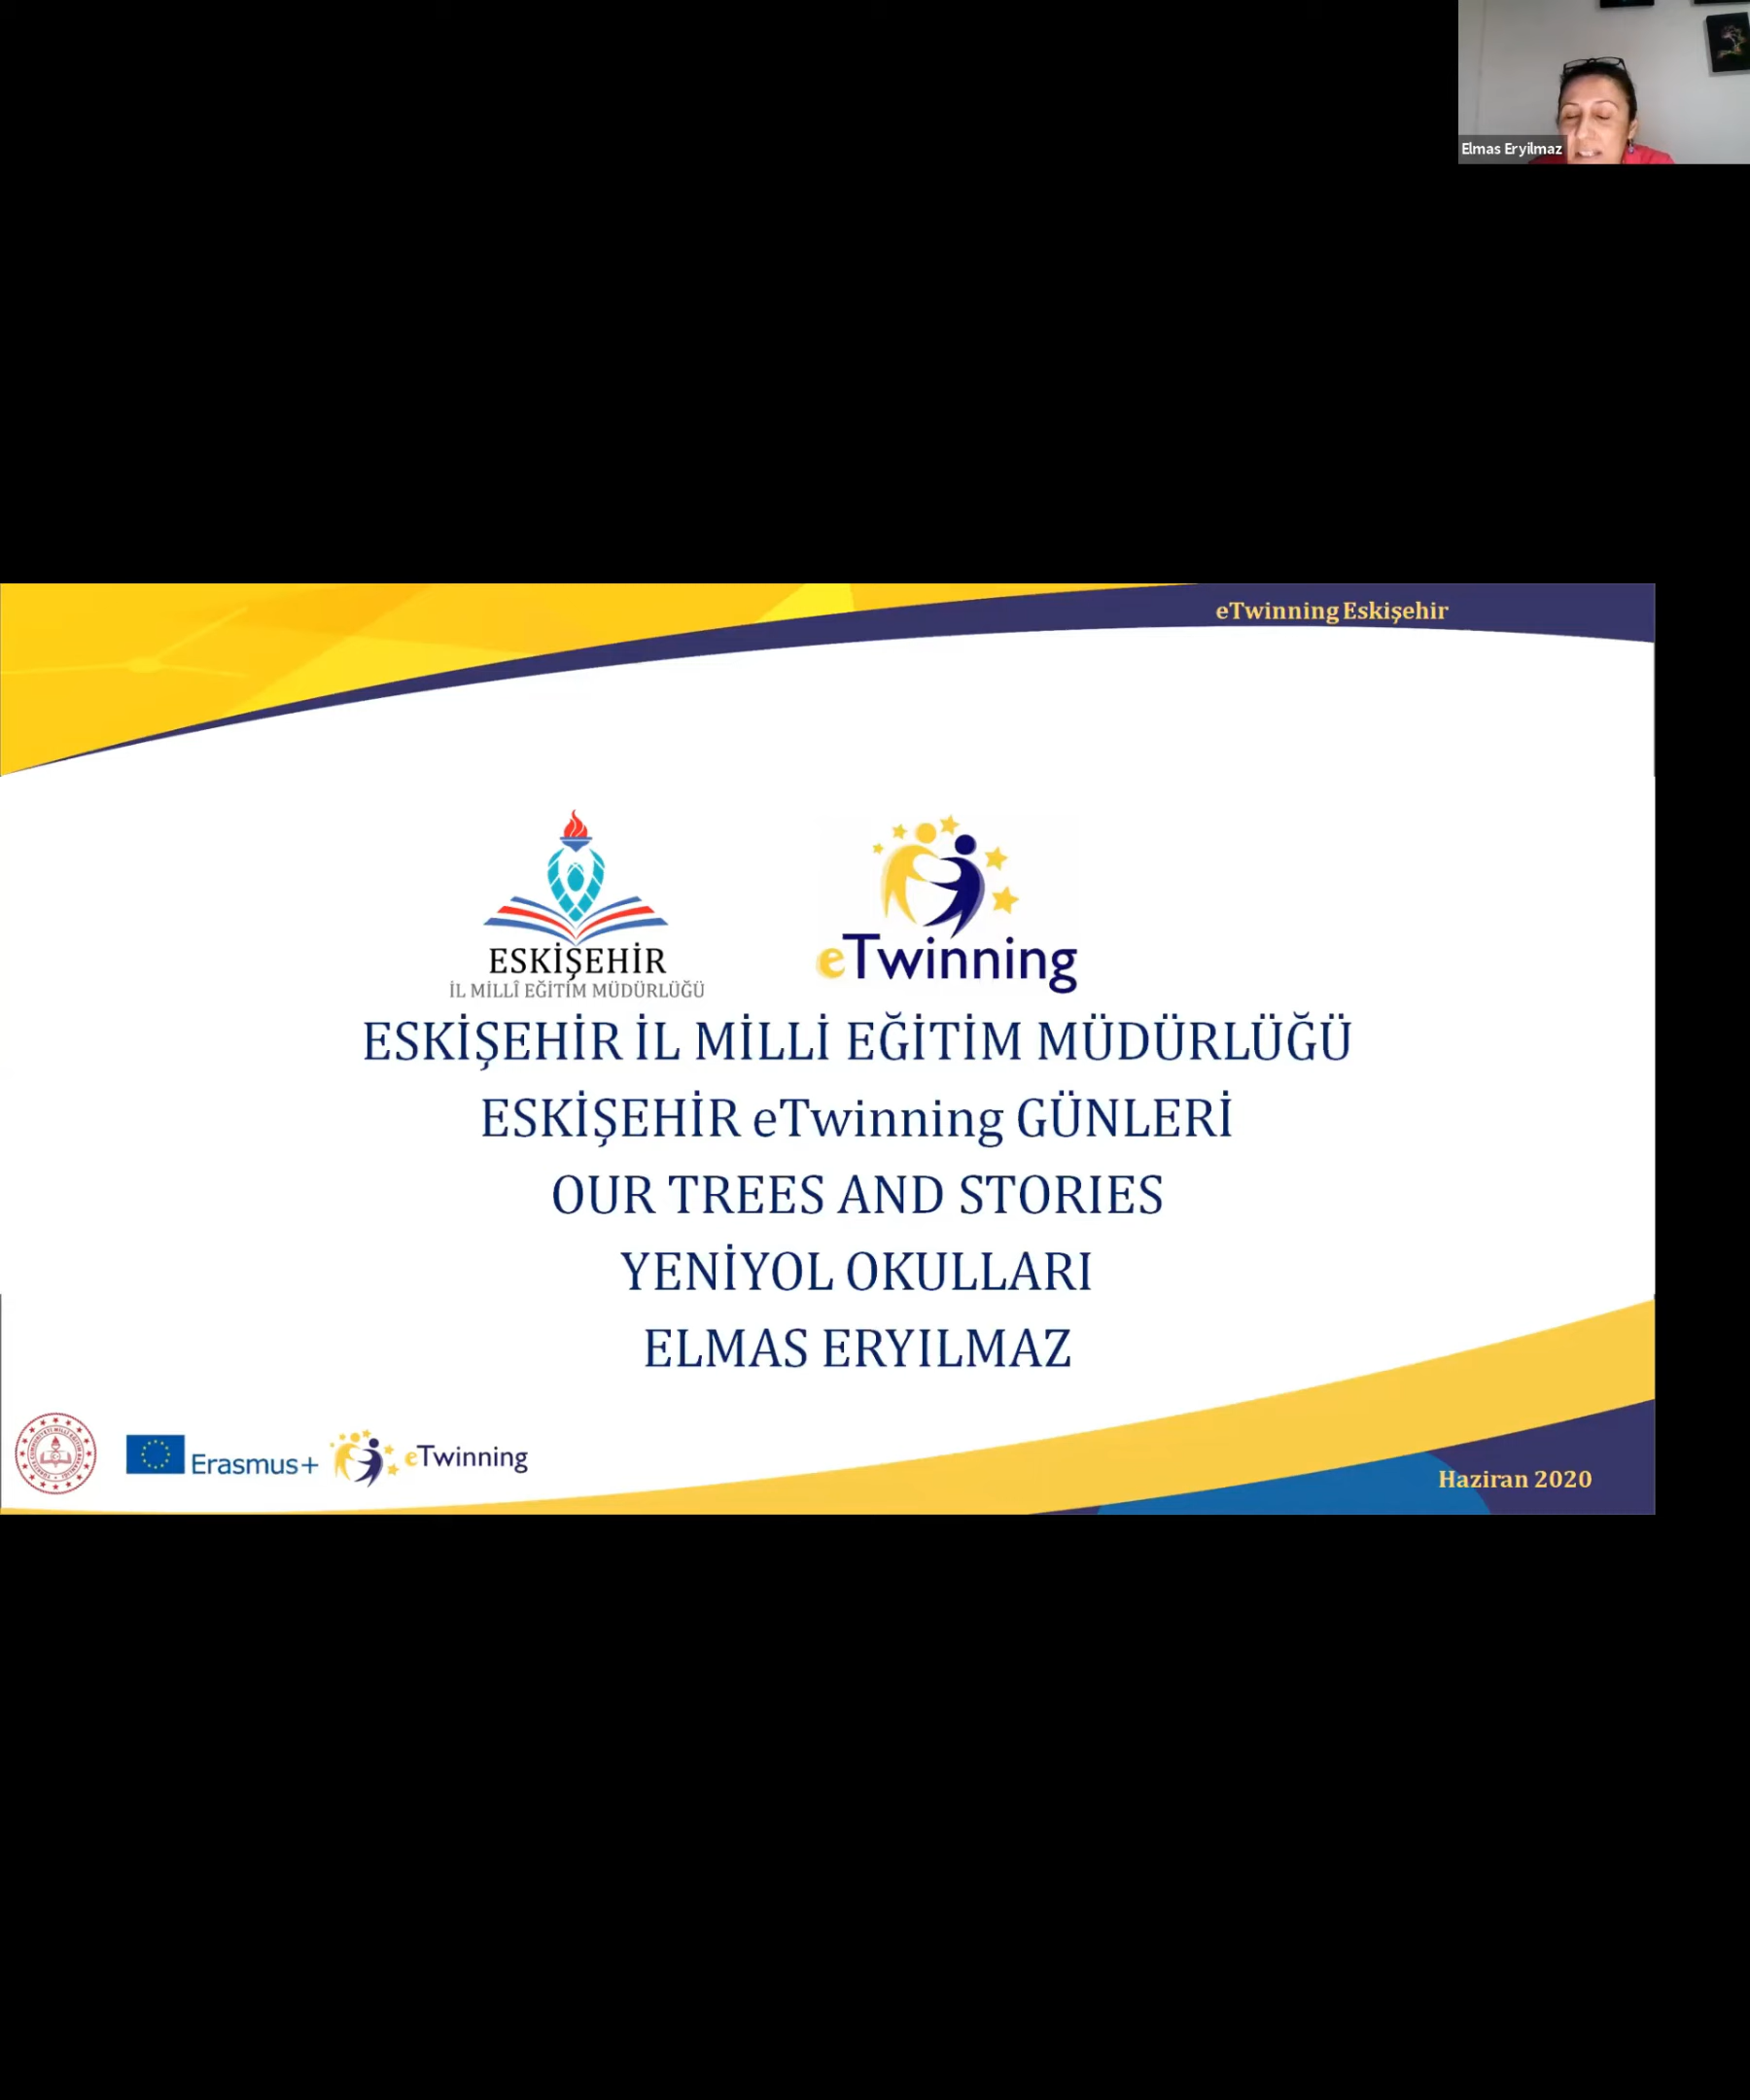 Elmas Eryilmaz
eTwinning Eskişehir
ESKİŞEHİR
İL MİLLÎ EĞİTİM MÜDÜRLÜĞÜ
eTwinning
ESKİŞEHİR İL MİLLİ EĞİTİM MÜDÜRLÜĞÜ
ESKİŞEHİR eTwinning GÜNLERİ
OUR TREES AND STORIES
YENİYOL OKULLARI
ELMAS ERYILMAZ
Erasmus+
eTwinning
Haziran 2020